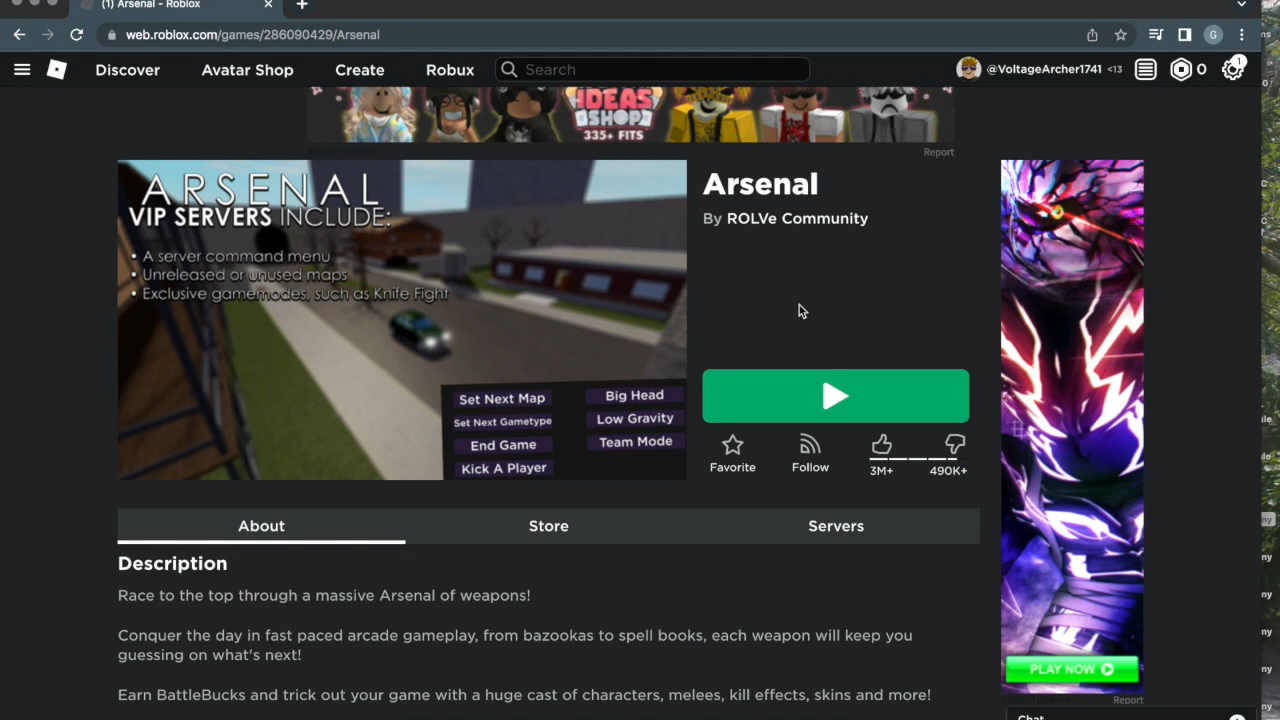 (1) Arsenal - Roblox
web.roblox.com/games/286090429/Arsenal
G
Discover
Avatar Shop
Create
Robux
Search
@VoltageArcher1741 <13
0
1
IDEAS
SHOP
335+ FITS
Report
ARSENAL
VIP SERVERS INCLUDE:
• A server command menu
• Unreleased or unused maps
• Exclusive gamemodes, such as Knife Fight
Set Next Map
Big Head
Set Next Gametype
Low Gravity
End Game
Team Mode
Kick A Player
Arsenal
By ROLVe Community
Favorite
Follow
3M+
490K+
About
Store
Servers
Description
Race to the top through a massive Arsenal of weapons!
Conquer the day in fast paced arcade gameplay, from bazookas to spell books, each weapon will keep you
guessing on what's next!
Earn BattleBucks and trick out your game with a huge cast of characters, melees, kill effects, skins and more!
PLAY NOW
Report
Chat